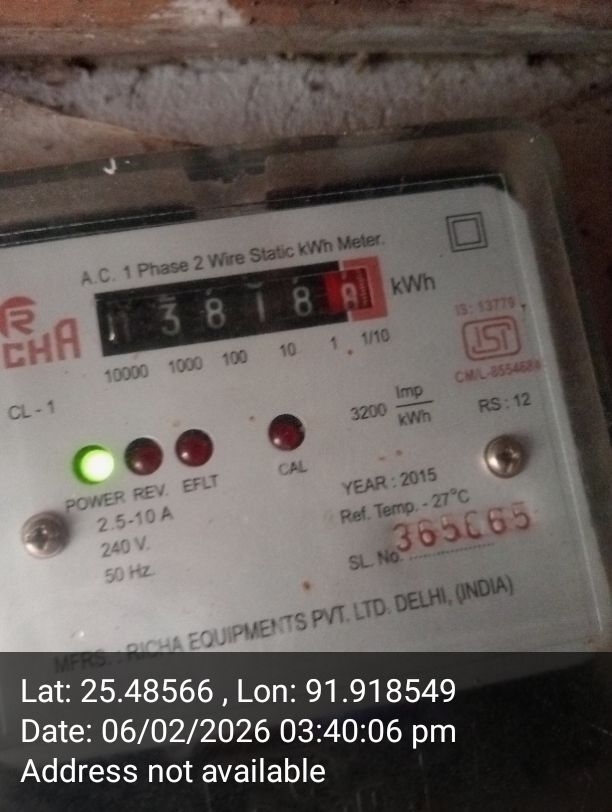 A.C. 1 Phase 2 Wire Static kWh Meter.
3 8 1 8 kWh
RICHA
10000 1000 100 10 1 1/10
IS: 13779
ISI
CL - 1
3200 Imp/kWh
RS : 12
POWER REV. EFLT CAL
2.5-10 A
240 V.
50 Hz.
YEAR : 2015
Ref. Temp. - 27°C
SL. No.
MFRS. : RICHA EQUIPMENTS PVT. LTD. DELHI, (INDIA)
Lat: 25.48566 , Lon: 91.918549
Date: 06/02/2026 03:40:06 pm
Address not available